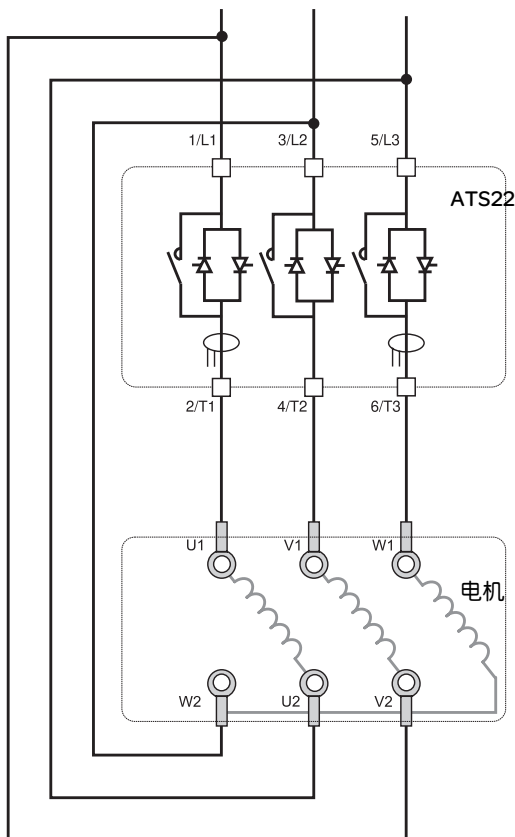 1/L1 3/L2 5/L3
ATS22
2/T1 4/T2 6/T3
U1 V1 W1
电机
W2 U2 V2